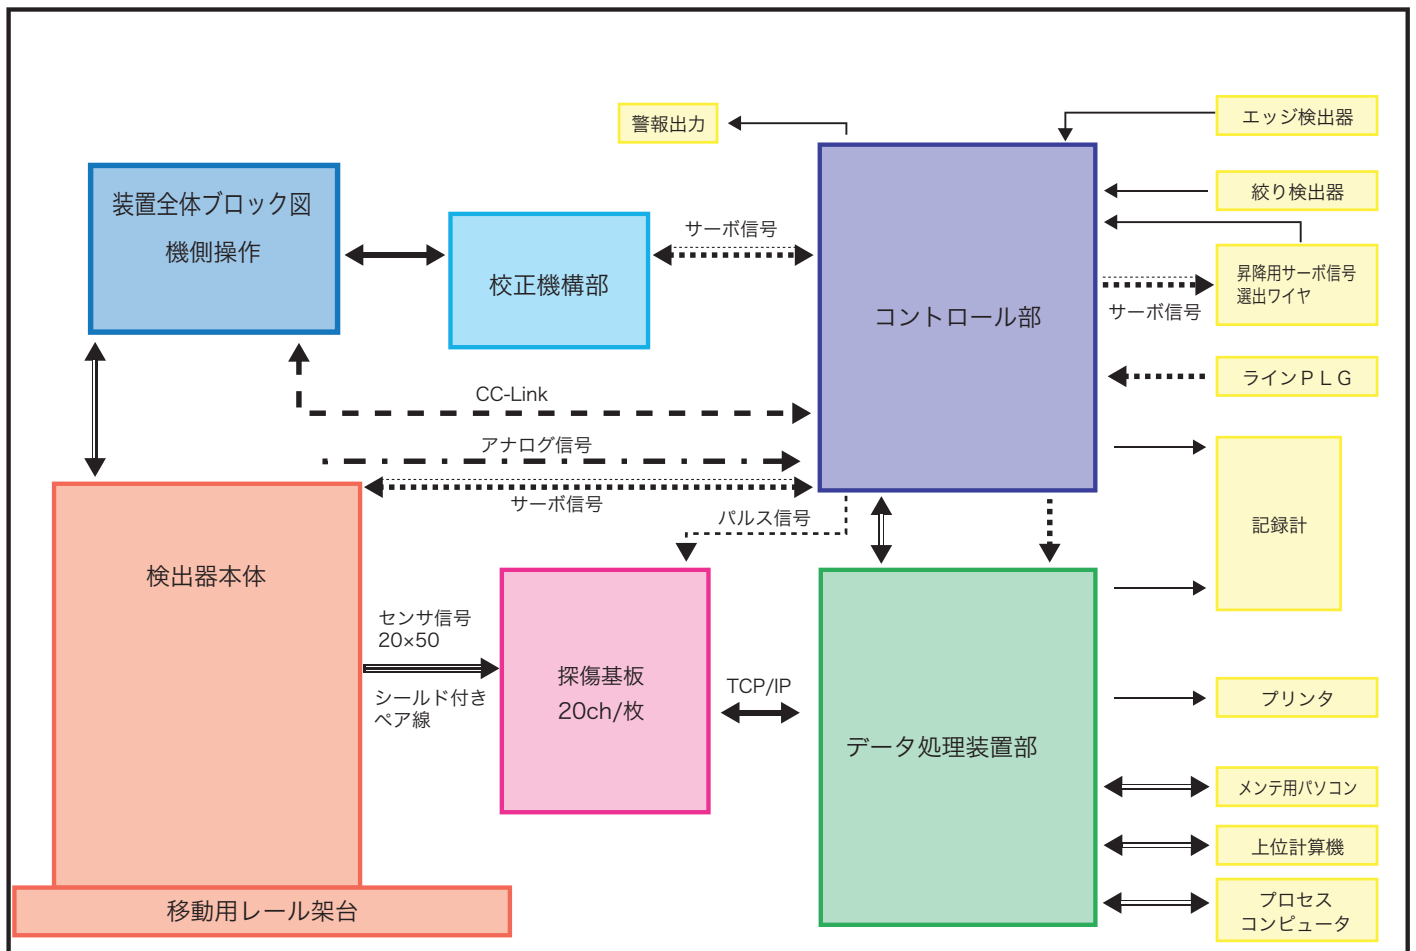 警報出力
エッジ検出器
装置全体ブロック図
機側操作
校正機構部
サーボ信号
コントロール部
絞り検出器
昇降用サーボ信号
選出ワイヤ
サーボ信号
ラインＰＬＧ
CC-Link
アナログ信号
サーボ信号
パルス信号
記録計
検出器本体
センサ信号
20×50
シールド付き
ペア線
探傷基板
20ch/枚
TCP/IP
データ処理装置部
プリンタ
メンテ用パソコン
上位計算機
プロセス
コンピュータ
移動用レール架台